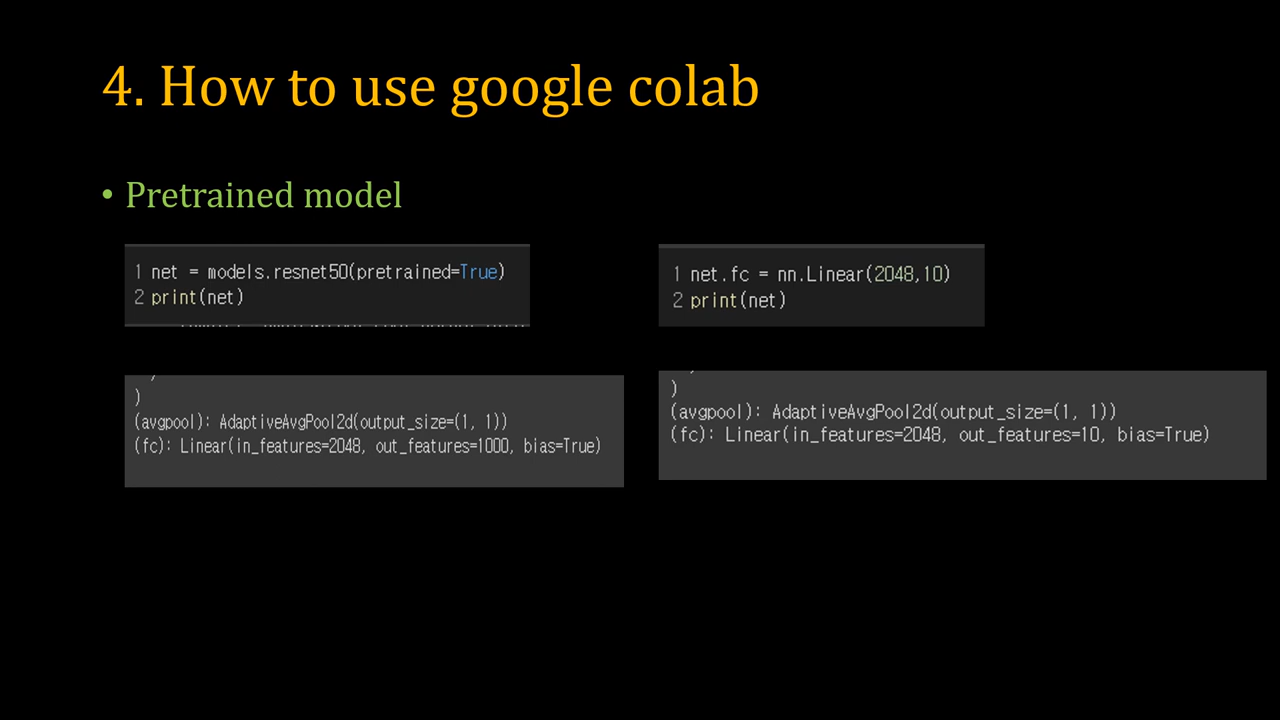 4. How to use google colab
• Pretrained model
1 net = models.resnet50(pretrained=True)
2 print(net)
1 net.fc = nn.Linear(2048,10)
2 print(net)
)
(avgpool): AdaptiveAvgPool2d(output_size=(1, 1))
(fc): Linear(in_features=2048, out_features=1000, bias=True)
)
(avgpool): AdaptiveAvgPool2d(output_size=(1, 1))
(fc): Linear(in_features=2048, out_features=10, bias=True)